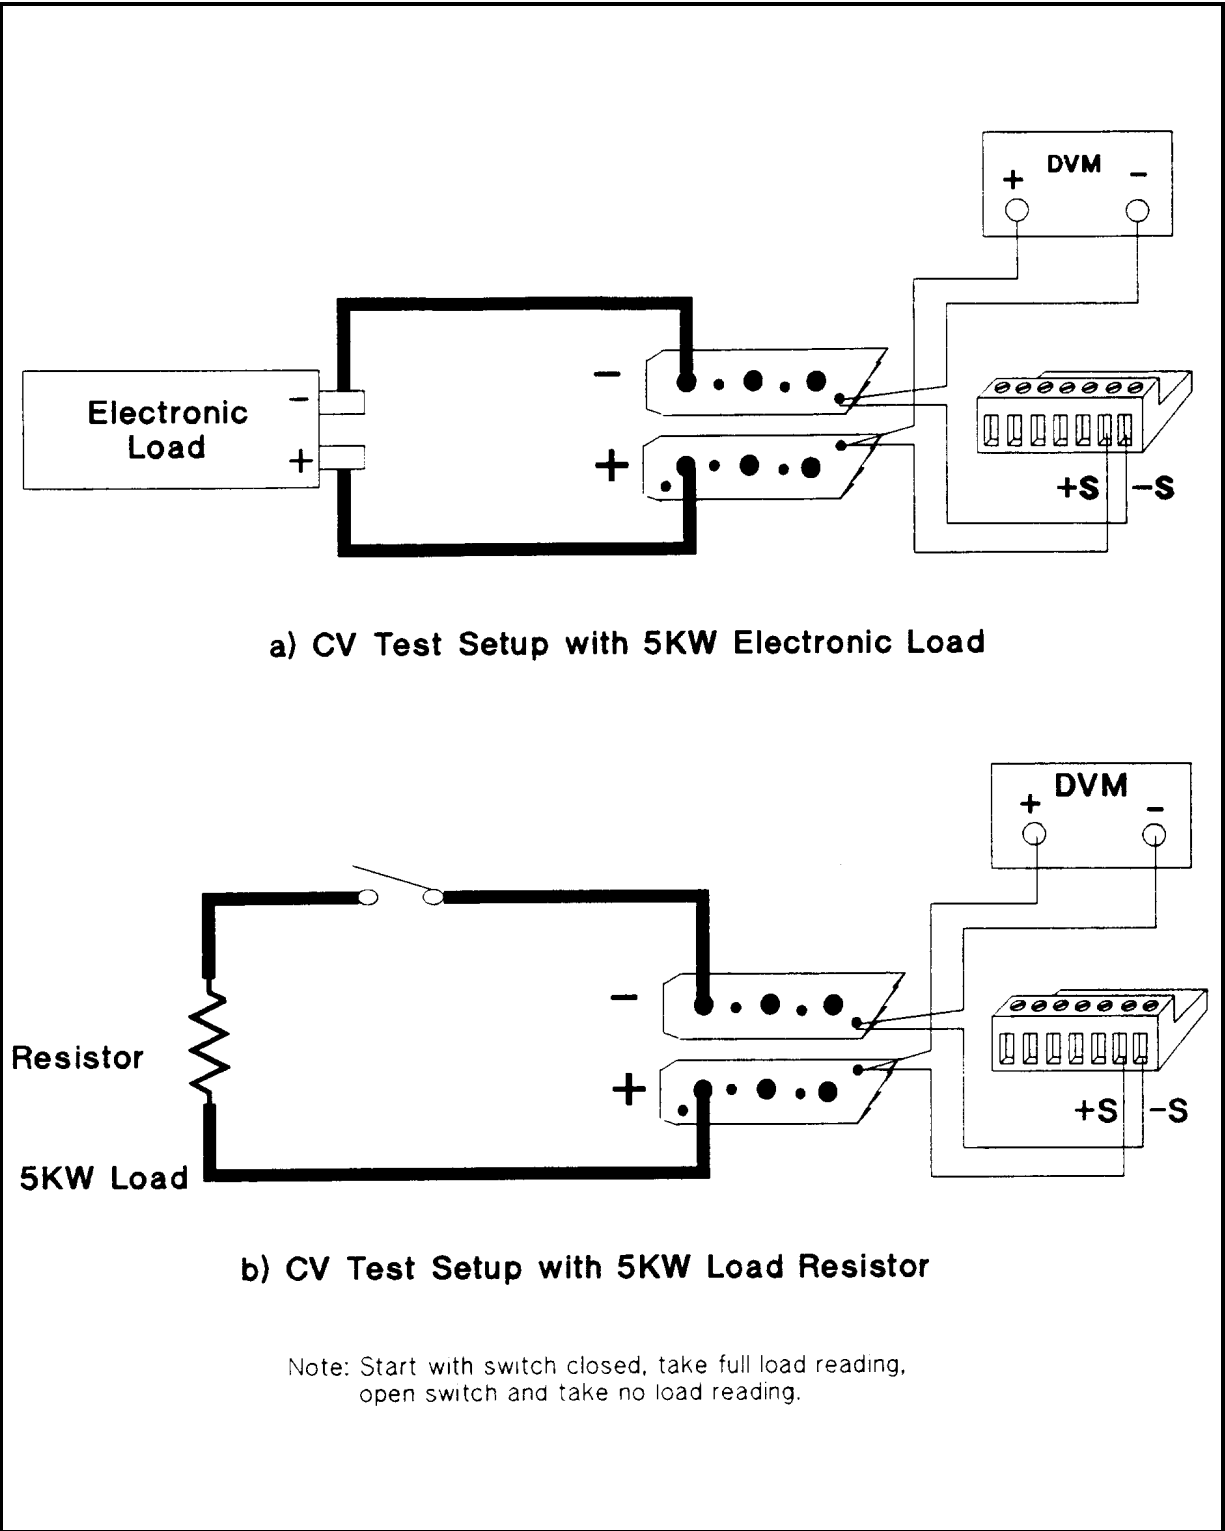 DVM
+ −
−
Electronic
Load
−
+
+
+S −S
a) CV Test Setup with 5KW Electronic Load
DVM
+ −
−
Resistor
+
+S −S
5KW Load
b) CV Test Setup with 5KW Load Resistor
Note: Start with switch closed, take full load reading,
open switch and take no load reading.